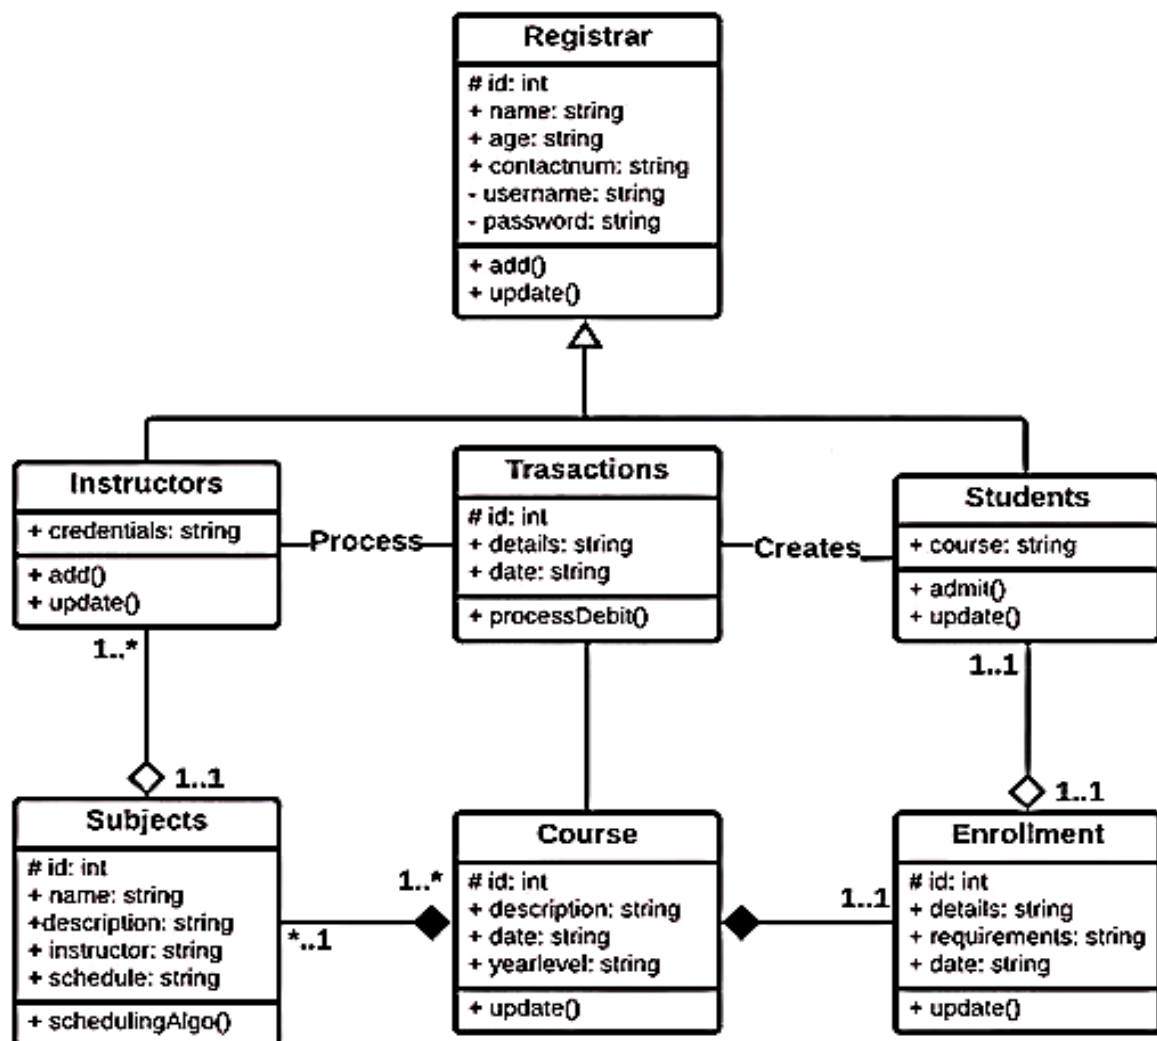 Registrar
# id: int
+ name: string
+ age: string
+ contactnum: string
- username: string
- password: string
+ add()
+ update()
Instructors
+ credentials: string
+ add()
+ update()
Process
Trasactions
# id: int
+ details: string
+ date: string
+ processDebit()
Creates
Students
+ course: string
+ admit()
+ update()
1..*
1..1
1..1
1..1
Subjects
# id: int
+ name: string
+description: string
+ instructor: string
+ schedule: string
+ schedulingAlgo()
*..1
1..*
Course
# id: int
+ description: string
+ date: string
+ yearlevel: string
+ update()
1..1
Enrollment
# id: int
+ details: string
+ requirements: string
+ date: string
+ update()